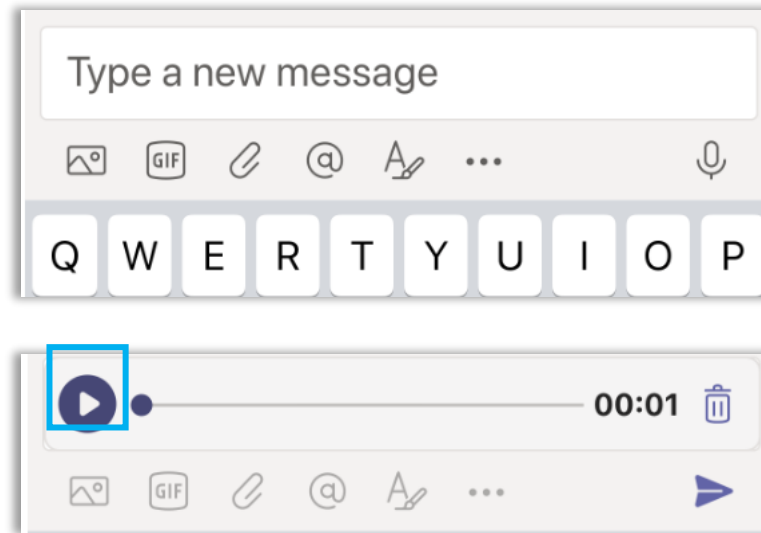 Type a new message
GIF @ A
Q W E R T Y U I O P
00:01
GIF @ A